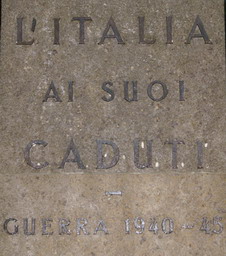 L'ITALIA
AI SUOI
CADUTI
-
GUERRA 1940-45